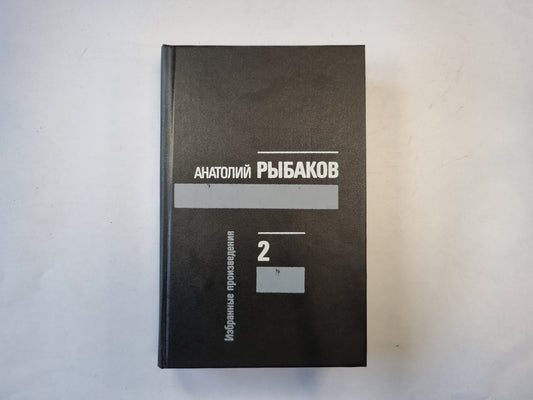 АНАТОЛИЙ РЫБАКОВ
2
Избранные произведения